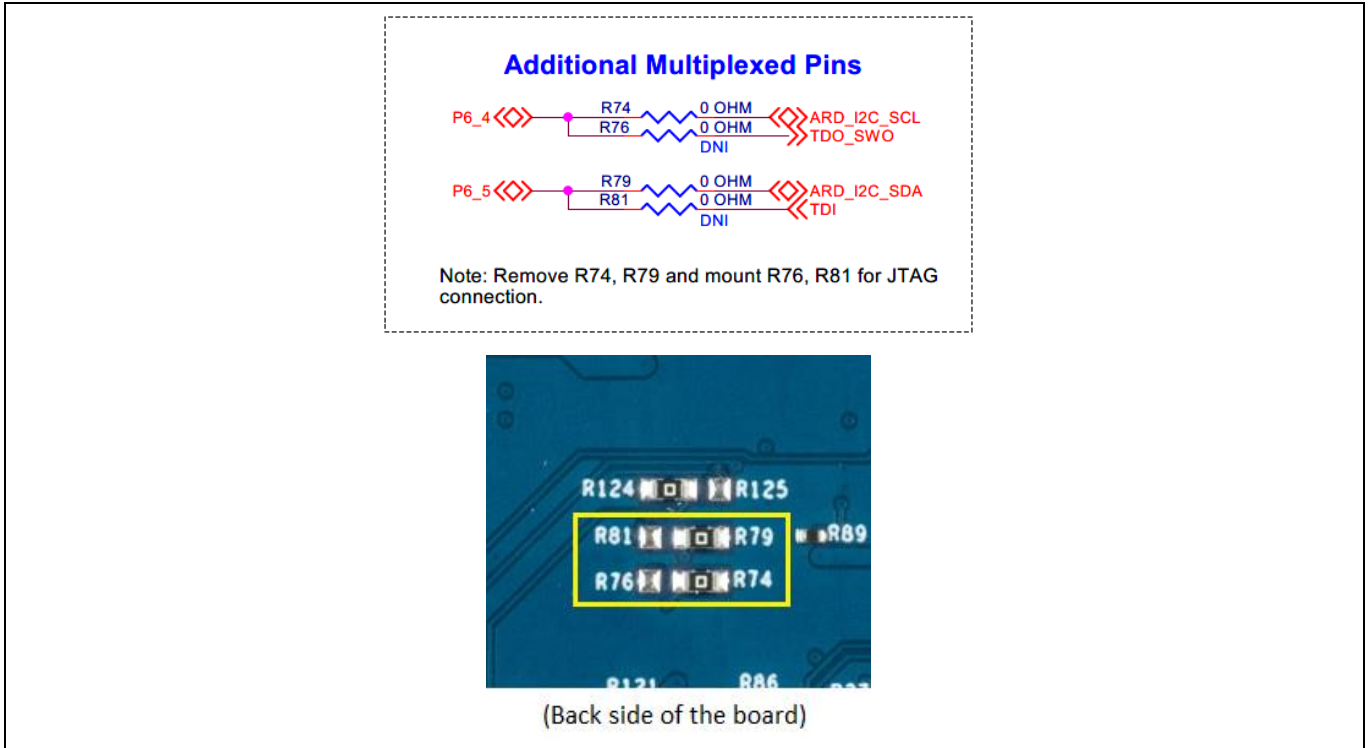 Additional Multiplexed Pins
P6_4 R74 0 OHM ARD_I2C_SCL
R76 0 OHM TDO_SWO
DNI
P6_5 R79 0 OHM ARD_I2C_SDA
R81 0 OHM TDI
DNI
Note: Remove R74, R79 and mount R76, R81 for JTAG
connection.
R124 R125
R81 R79 R89
R76 R74
R86
(Back side of the board)